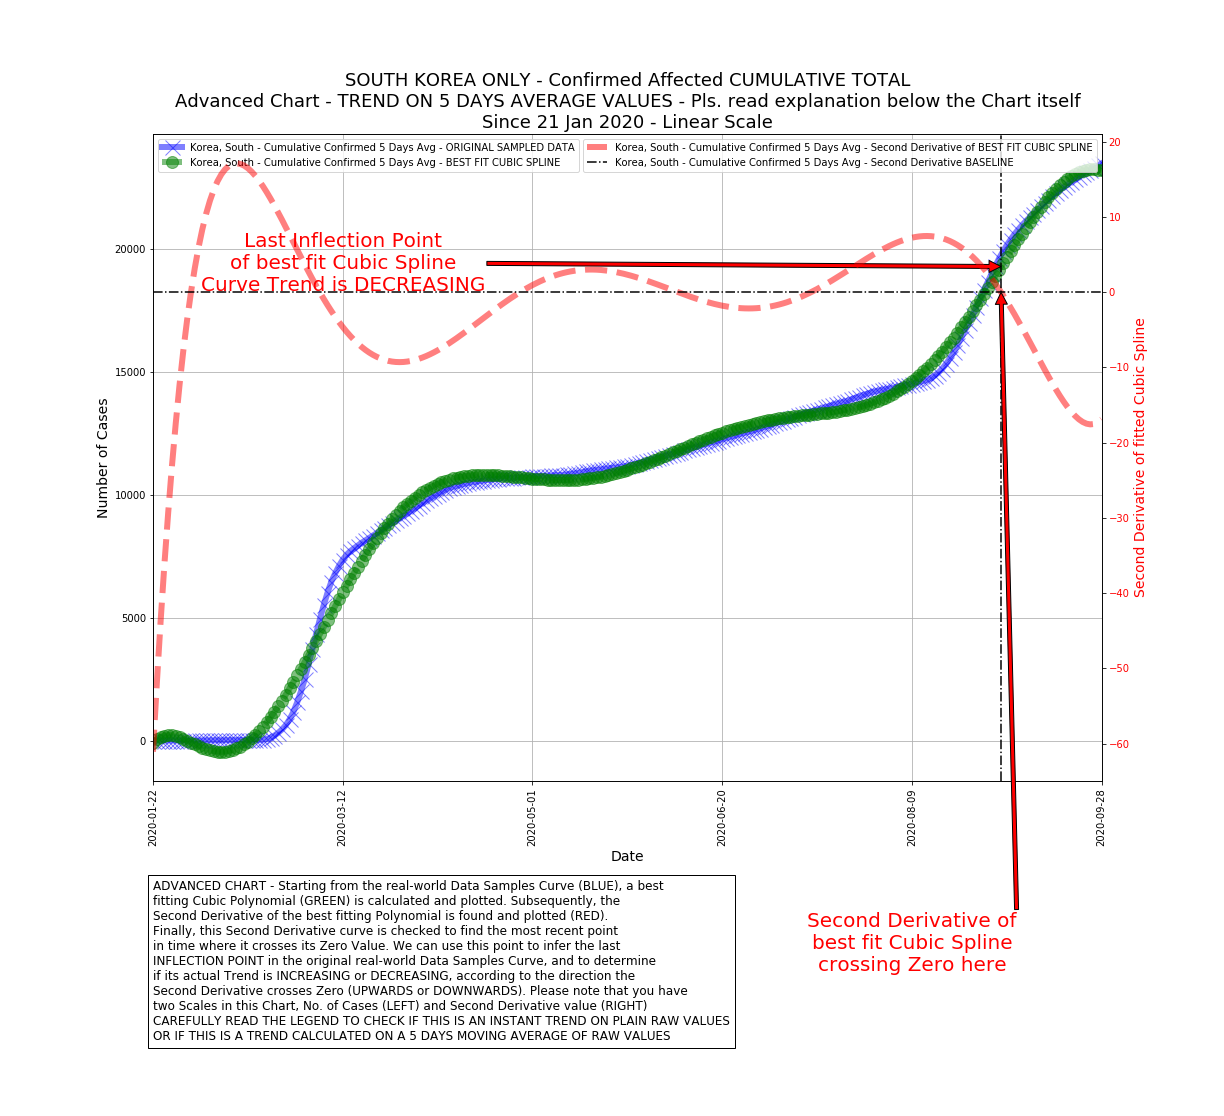 SOUTH KOREA ONLY - Confirmed Affected CUMULATIVE TOTAL
Advanced Chart - TREND ON 5 DAYS AVERAGE VALUES - Pls. read explanation below the Chart itself
Since 21 Jan 2020 - Linear Scale
Korea, South - Cumulative Confirmed 5 Days Avg - ORIGINAL SAMPLED DATA
Korea, South - Cumulative Confirmed 5 Days Avg - BEST FIT CUBIC SPLINE
Korea, South - Cumulative Confirmed 5 Days Avg - Second Derivative of BEST FIT CUBIC SPLINE
Korea, South - Cumulative Confirmed 5 Days Avg - Second Derivative BASELINE
Last Inflection Point
of best fit Cubic Spline
Curve Trend is DECREASING
Number of Cases
20000
15000
10000
5000
0
20
10
0
−10
−20
−30
−40
−50
−60
Second Derivative of fitted Cubic Spline
2020-01-22
2020-03-12
2020-05-01
2020-06-20
2020-08-09
2020-09-28
Date
ADVANCED CHART - Starting from the real-world Data Samples Curve (BLUE), a best
fitting Cubic Polynomial (GREEN) is calculated and plotted. Subsequently, the
Second Derivative of the best fitting Polynomial is found and plotted (RED).
Finally, this Second Derivative curve is checked to find the most recent point
in time where it crosses its Zero Value. We can use this point to infer the last
INFLECTION POINT in the original real-world Data Samples Curve, and to determine
if its actual Trend is INCREASING or DECREASING, according to the direction the
Second Derivative crosses Zero (UPWARDS or DOWNWARDS). Please note that you have
two Scales in this Chart, No. of Cases (LEFT) and Second Derivative value (RIGHT)
CAREFULLY READ THE LEGEND TO CHECK IF THIS IS AN INSTANT TREND ON PLAIN RAW VALUES
OR IF THIS IS A TREND CALCULATED ON A 5 DAYS MOVING AVERAGE OF RAW VALUES
Second Derivative of
best fit Cubic Spline
crossing Zero here